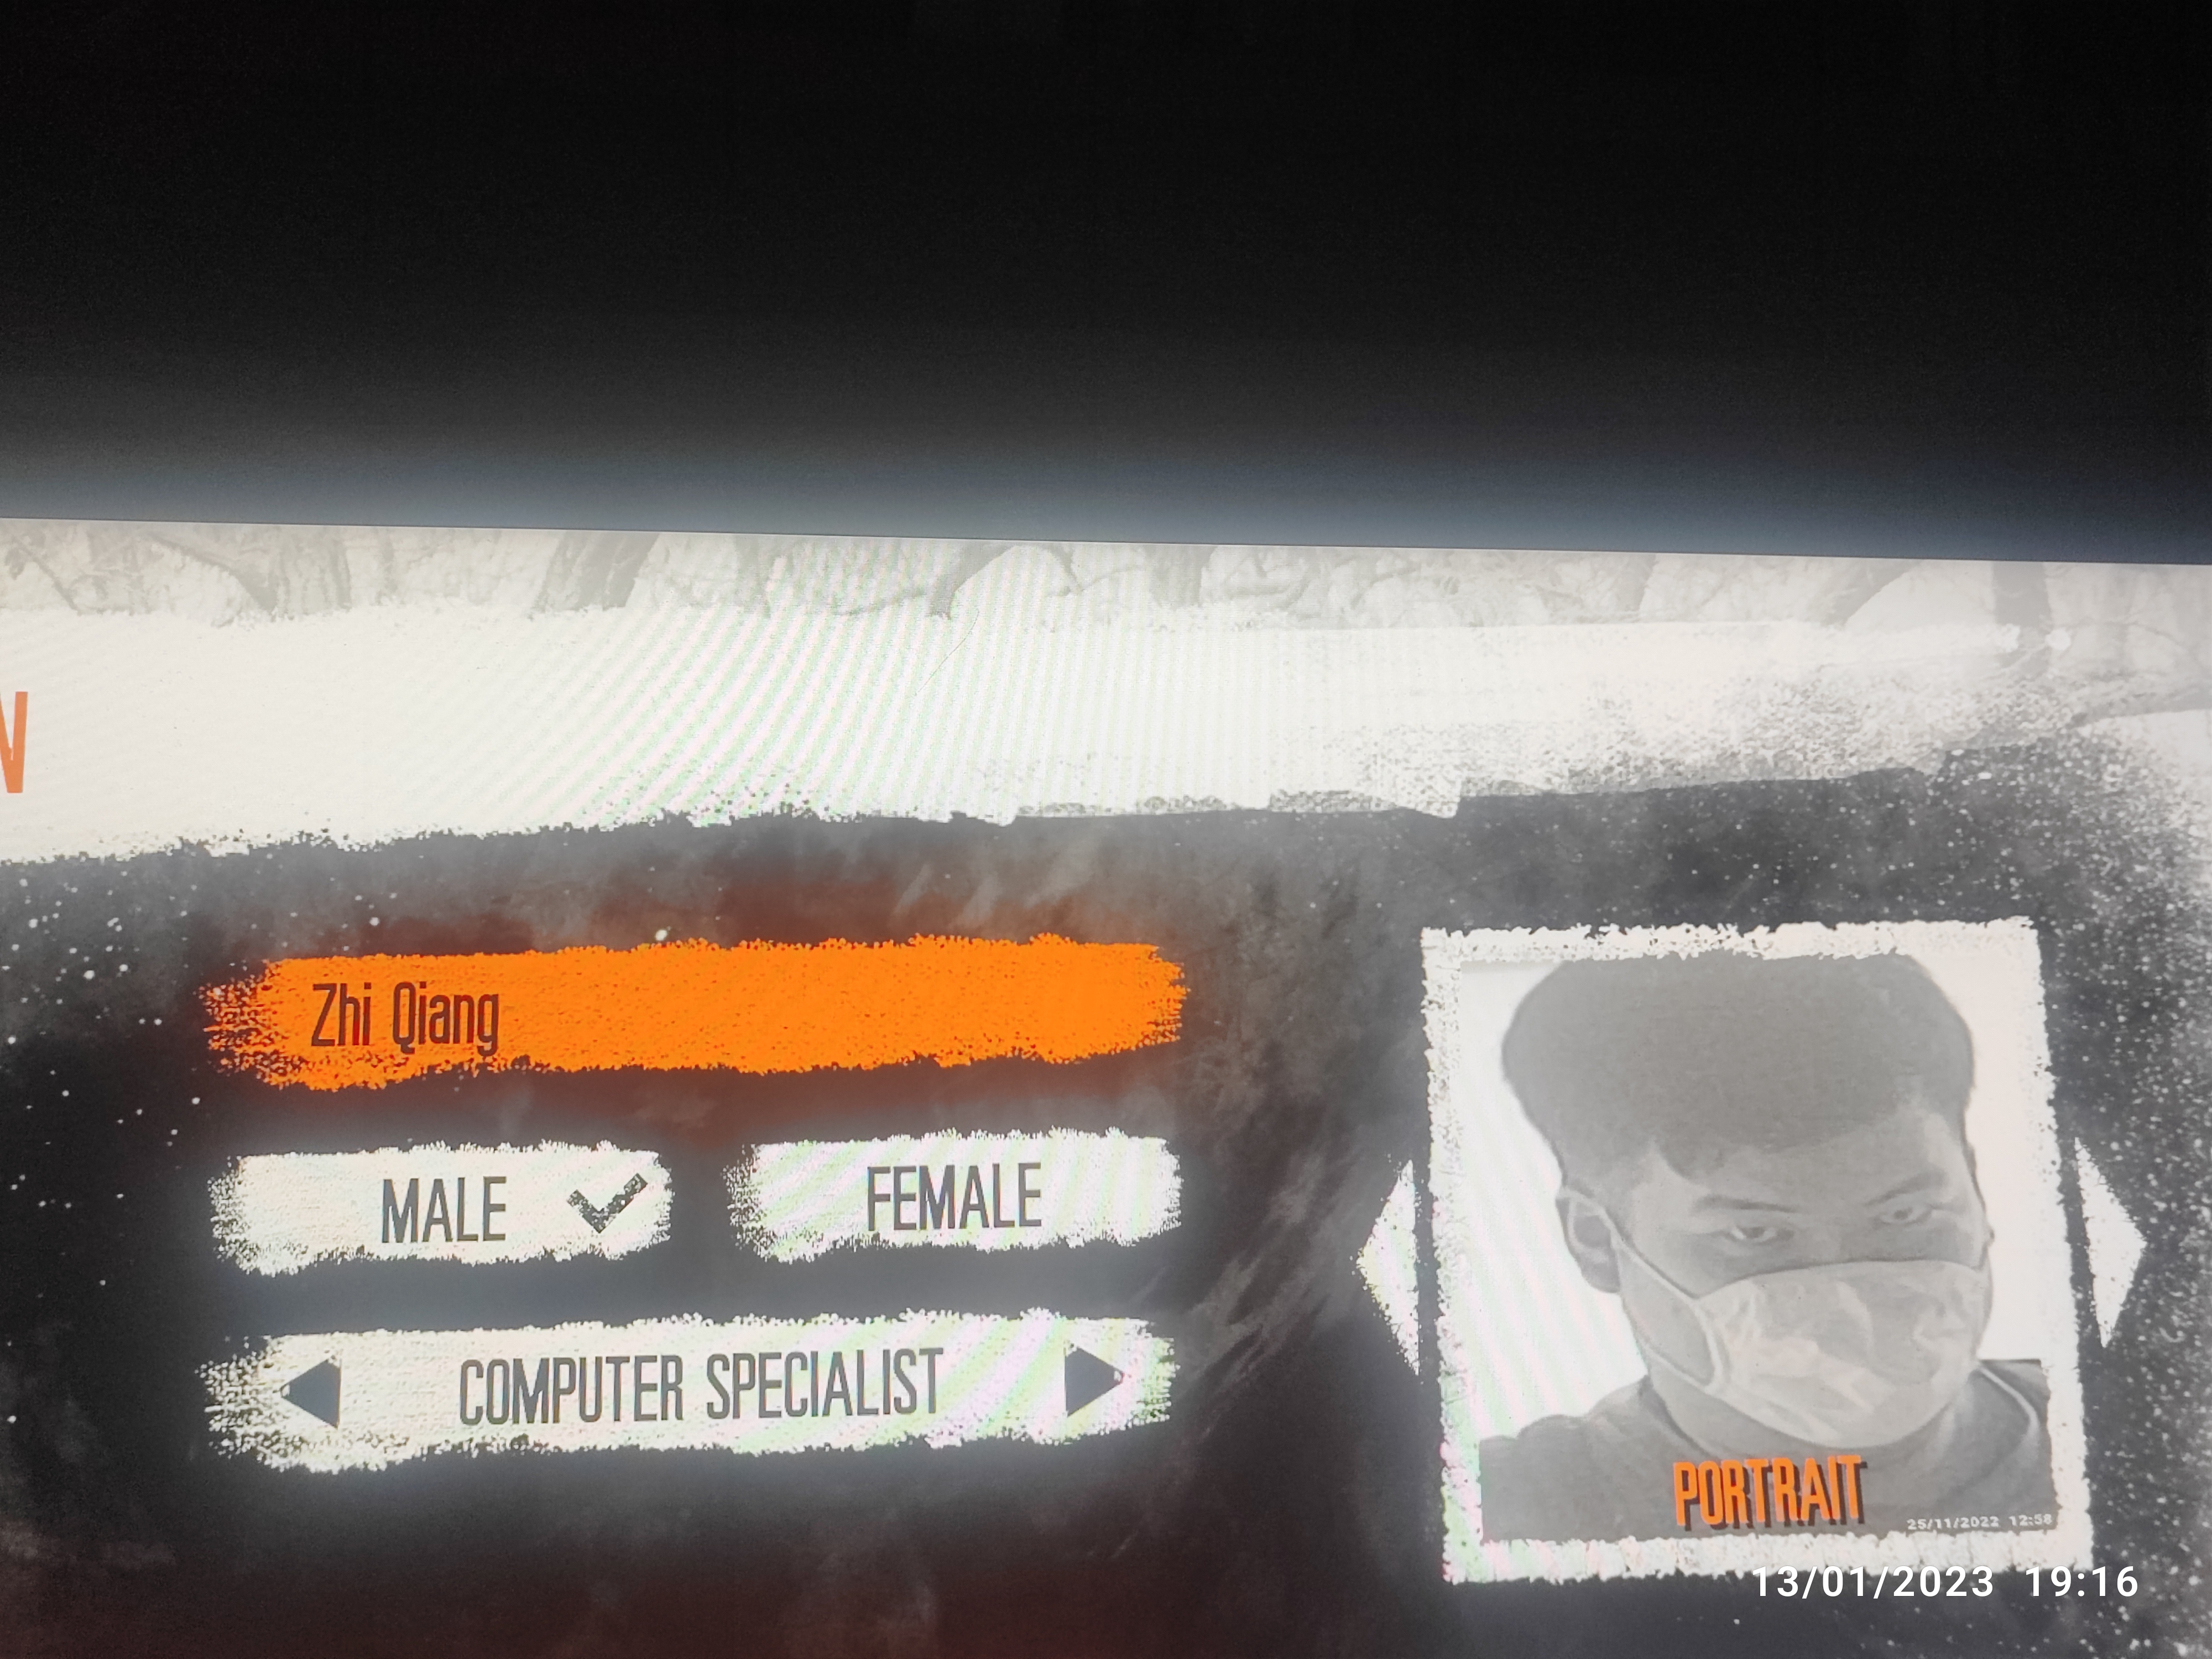 N
Zhi Qiang
MALE
FEMALE
COMPUTER SPECIALIST
PORTRAIT
25/11/2022 12:58
13/01/2023 19:16